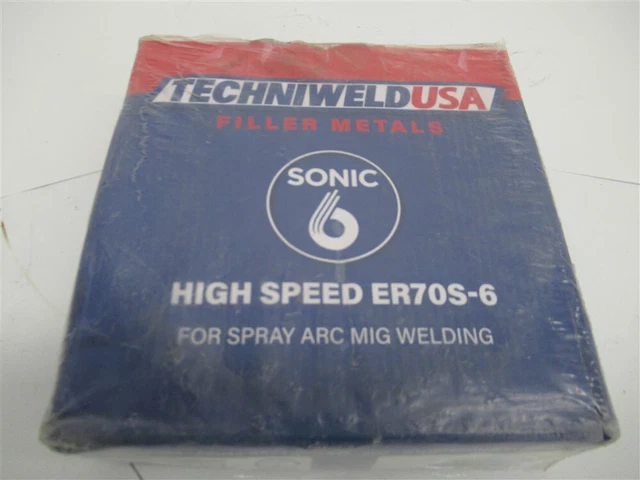 TECHNIWELDUSA
FILLER METALS
SONIC
6
HIGH SPEED ER70S-6
FOR SPRAY ARC MIG WELDING